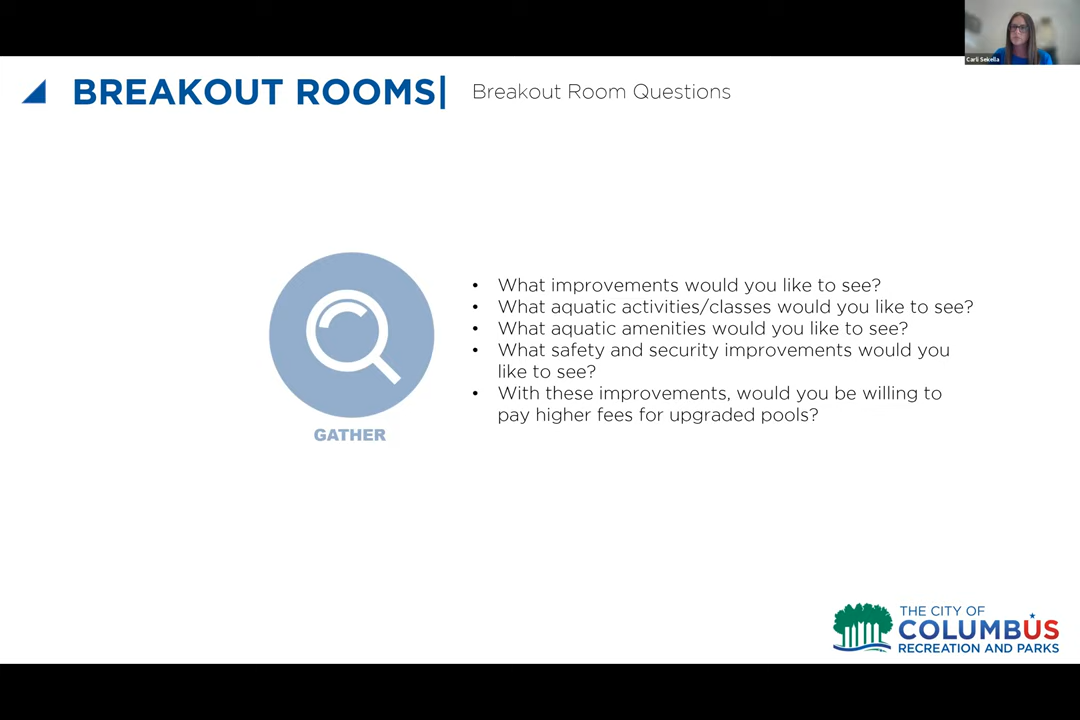 Carli Sekella
BREAKOUT ROOMS| Breakout Room Questions
• What improvements would you like to see?
• What aquatic activities/classes would you like to see?
• What aquatic amenities would you like to see?
• What safety and security improvements would you
like to see?
• With these improvements, would you be willing to
pay higher fees for upgraded pools?
GATHER
THE CITY OF
COLUMBUS
RECREATION AND PARKS